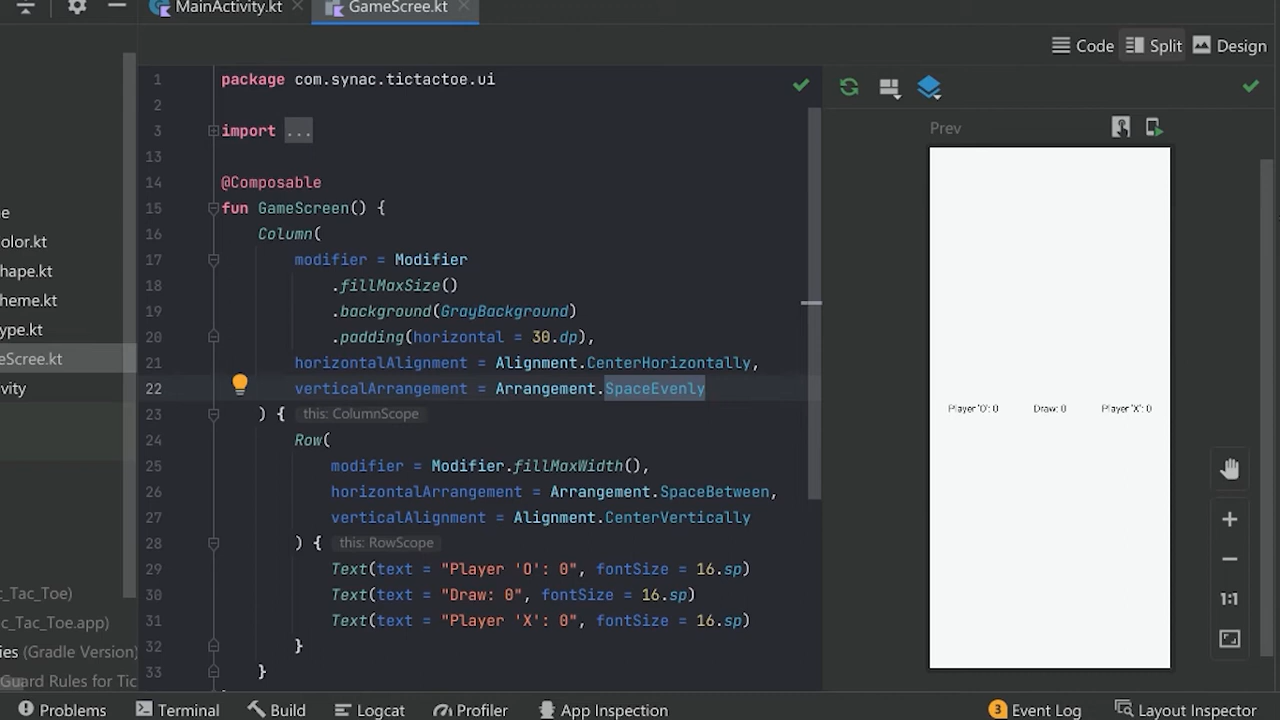 MainActivity.kt
GameScree.kt
Code
Split
Design
1 package com.synac.tictactoe.ui
2
3 import ...
13
14 @Composable
15 fun GameScreen() {
16 Column(
17 modifier = Modifier
18 .fillMaxSize()
19 .background(GrayBackground)
20 .padding(horizontal = 30.dp),
21 horizontalAlignment = Alignment.CenterHorizontally,
22 verticalArrangement = Arrangement.SpaceEvenly
23 ) { this: ColumnScope
24 Row(
25 modifier = Modifier.fillMaxWidth(),
26 horizontalArrangement = Arrangement.SpaceBetween,
27 verticalAlignment = Alignment.CenterVertically
28 ) { this: RowScope
29 Text(text = "Player 'O': 0", fontSize = 16.sp)
30 Text(text = "Draw: 0", fontSize = 16.sp)
31 Text(text = "Player 'X': 0", fontSize = 16.sp)
32 }
33 }
e
olor.kt
hape.kt
heme.kt
ype.kt
eScree.kt
ivity
c_Tac_Toe)
c_Tac_Toe.app)
ies (Gradle Version)
Guard Rules for Tic
Prev
Player 'O': 0
Draw: 0
Player 'X': 0
1:1
Problems
Terminal
Build
Logcat
Profiler
App Inspection
3 Event Log
Layout Inspector